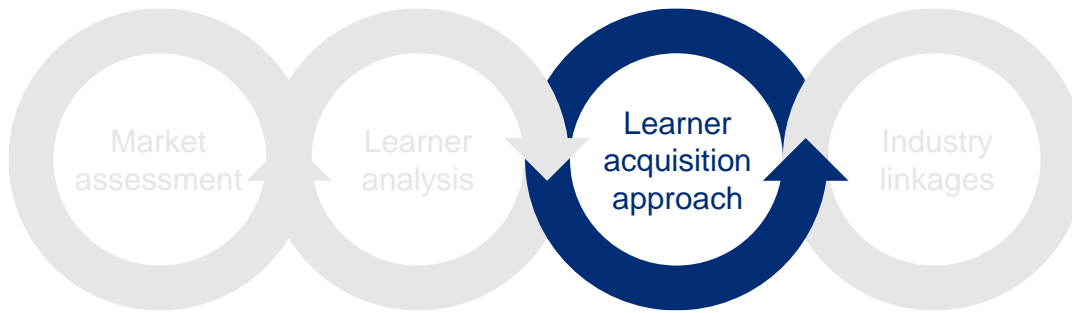 Market
assessment
Learner
analysis
Learner
acquisition
approach
Industry
linkages